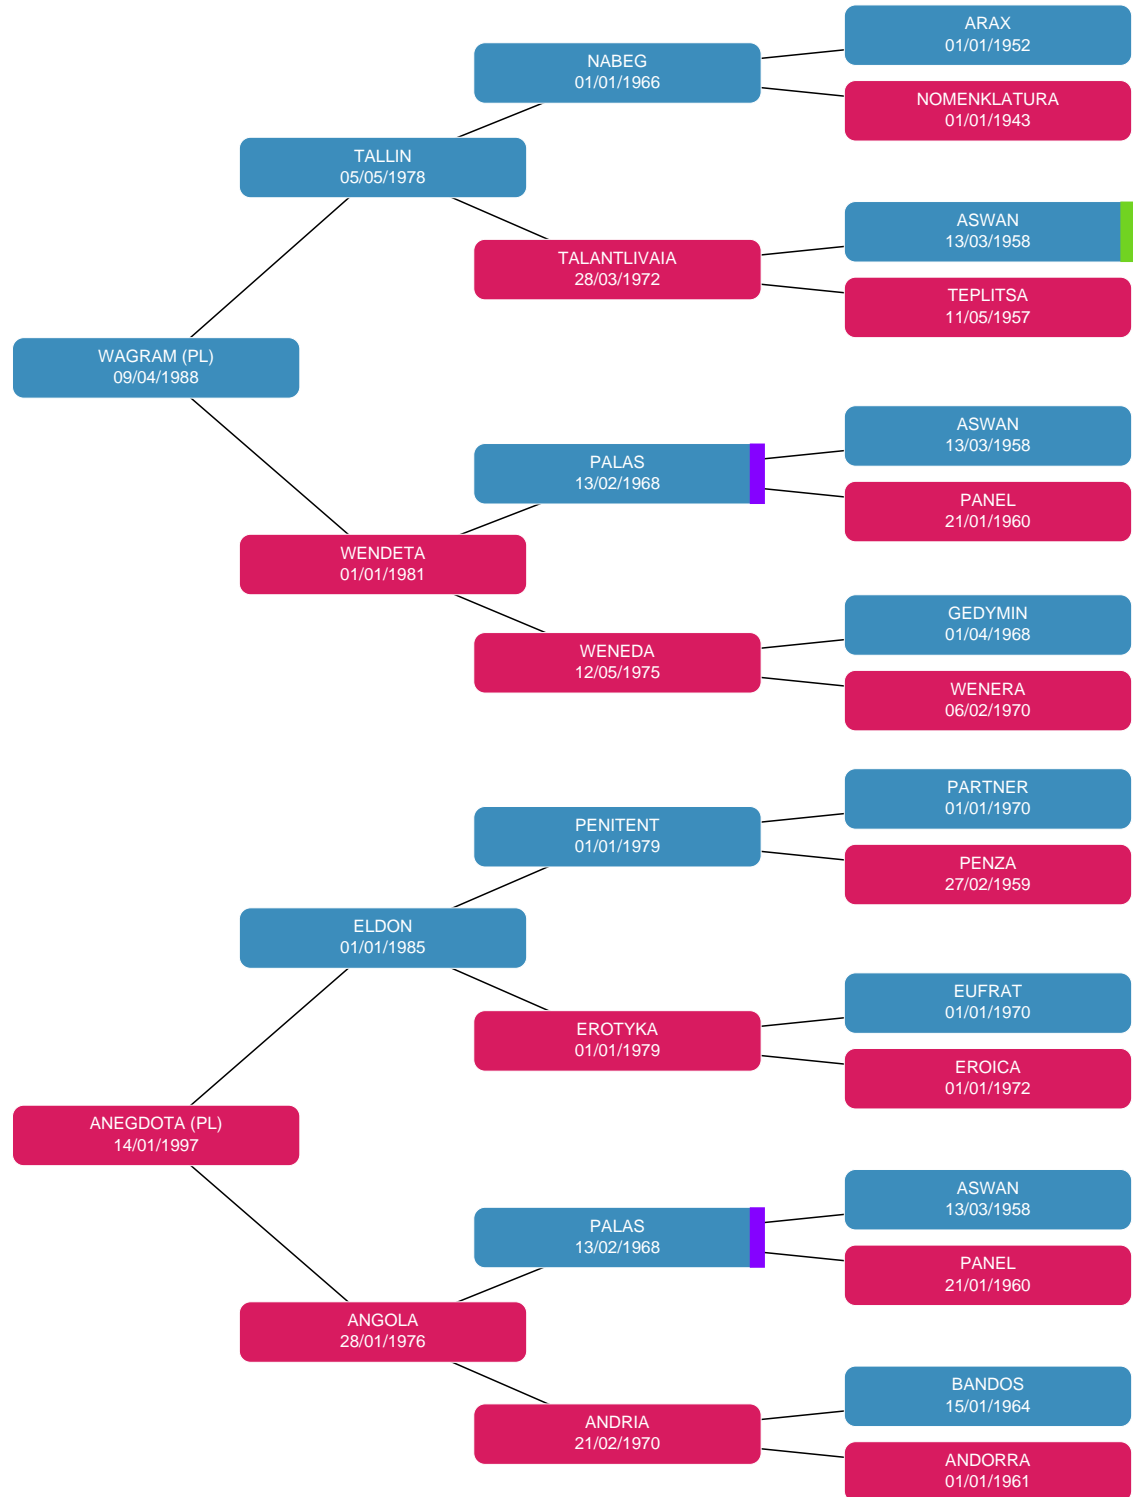 ARAX
01/01/1952
NABEG
01/01/1966
NOMENKLATURA
01/01/1943
TALLIN
05/05/1978
ASWAN
13/03/1958
TALANTLIVAIA
28/03/1972
TEPLITSA
11/05/1957
WAGRAM (PL)
09/04/1988
ASWAN
13/03/1958
PALAS
13/02/1968
PANEL
21/01/1960
WENDETA
01/01/1981
GEDYMIN
01/04/1968
WENEDA
12/05/1975
WENERA
06/02/1970
PARTNER
01/01/1970
PENITENT
01/01/1979
PENZA
27/02/1959
ELDON
01/01/1985
EUFRAT
01/01/1970
EROTYKA
01/01/1979
EROICA
01/01/1972
ANEGDOTA (PL)
14/01/1997
ASWAN
13/03/1958
PALAS
13/02/1968
PANEL
21/01/1960
ANGOLA
28/01/1976
BANDOS
15/01/1964
ANDRIA
21/02/1970
ANDORRA
01/01/1961